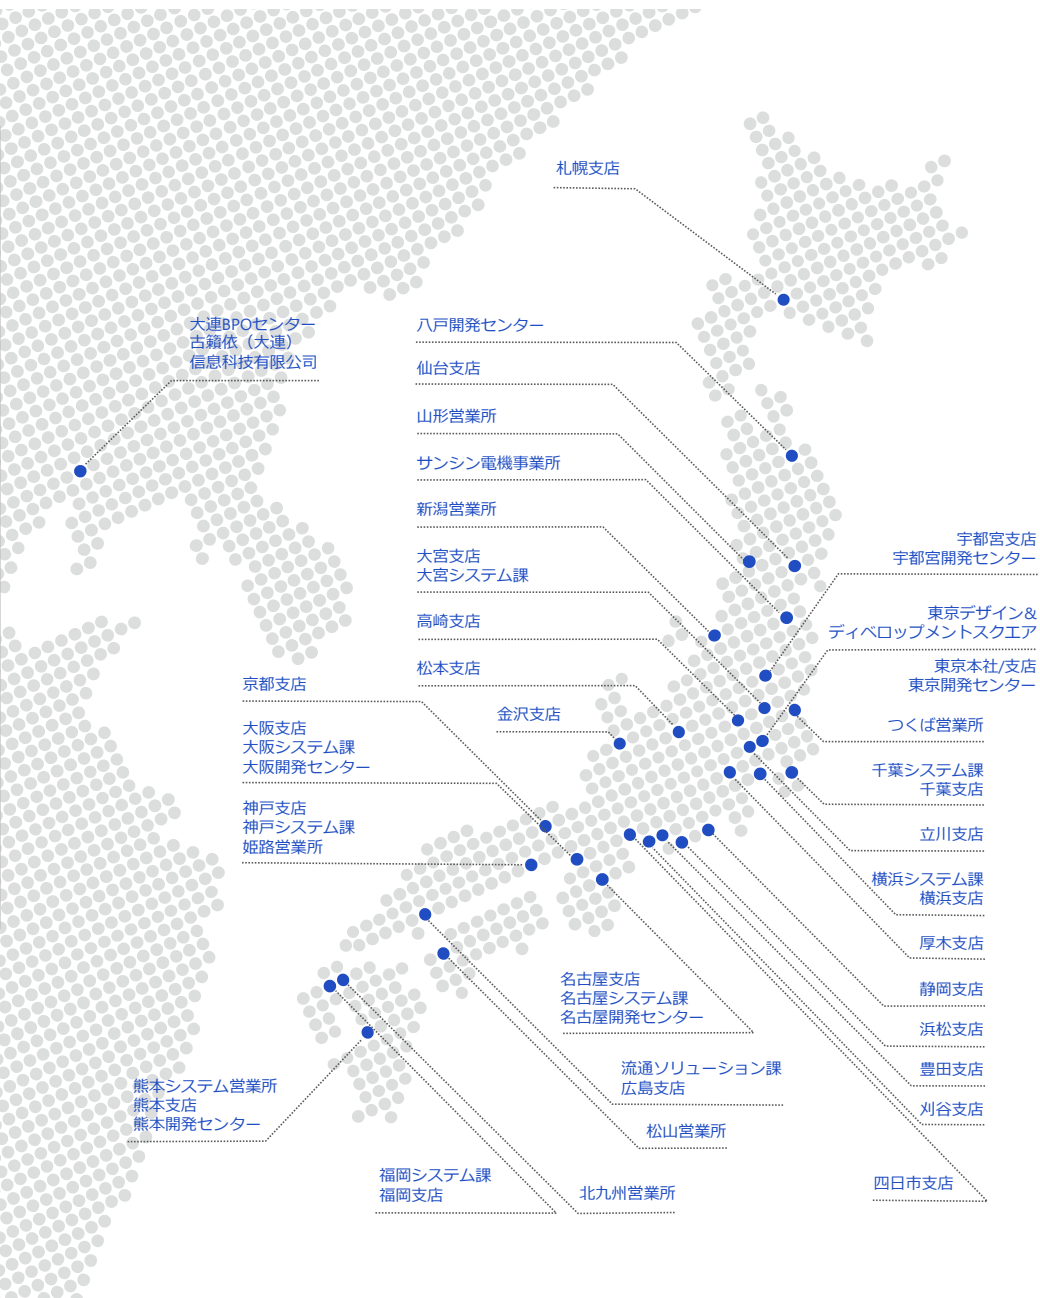 札幌支店
大連BPOセンター
古籟依（大連）
信息科技有限公司
八戸開発センター
仙台支店
山形営業所
サンシン電機事業所
新潟営業所
大宮支店
大宮システム課
高崎支店
松本支店
金沢支店
京都支店
大阪支店
大阪システム課
大阪開発センター
神戸支店
神戸システム課
姫路営業所
宇都宮支店
宇都宮開発センター
東京デザイン&
ディベロップメントスクエア
東京本社/支店
東京開発センター
つくば営業所
千葉システム課
千葉支店
立川支店
横浜システム課
横浜支店
厚木支店
静岡支店
浜松支店
豊田支店
刈谷支店
四日市支店
名古屋支店
名古屋システム課
名古屋開発センター
流通ソリューション課
広島支店
松山営業所
北九州営業所
福岡システム課
福岡支店
熊本システム営業所
熊本支店
熊本開発センター